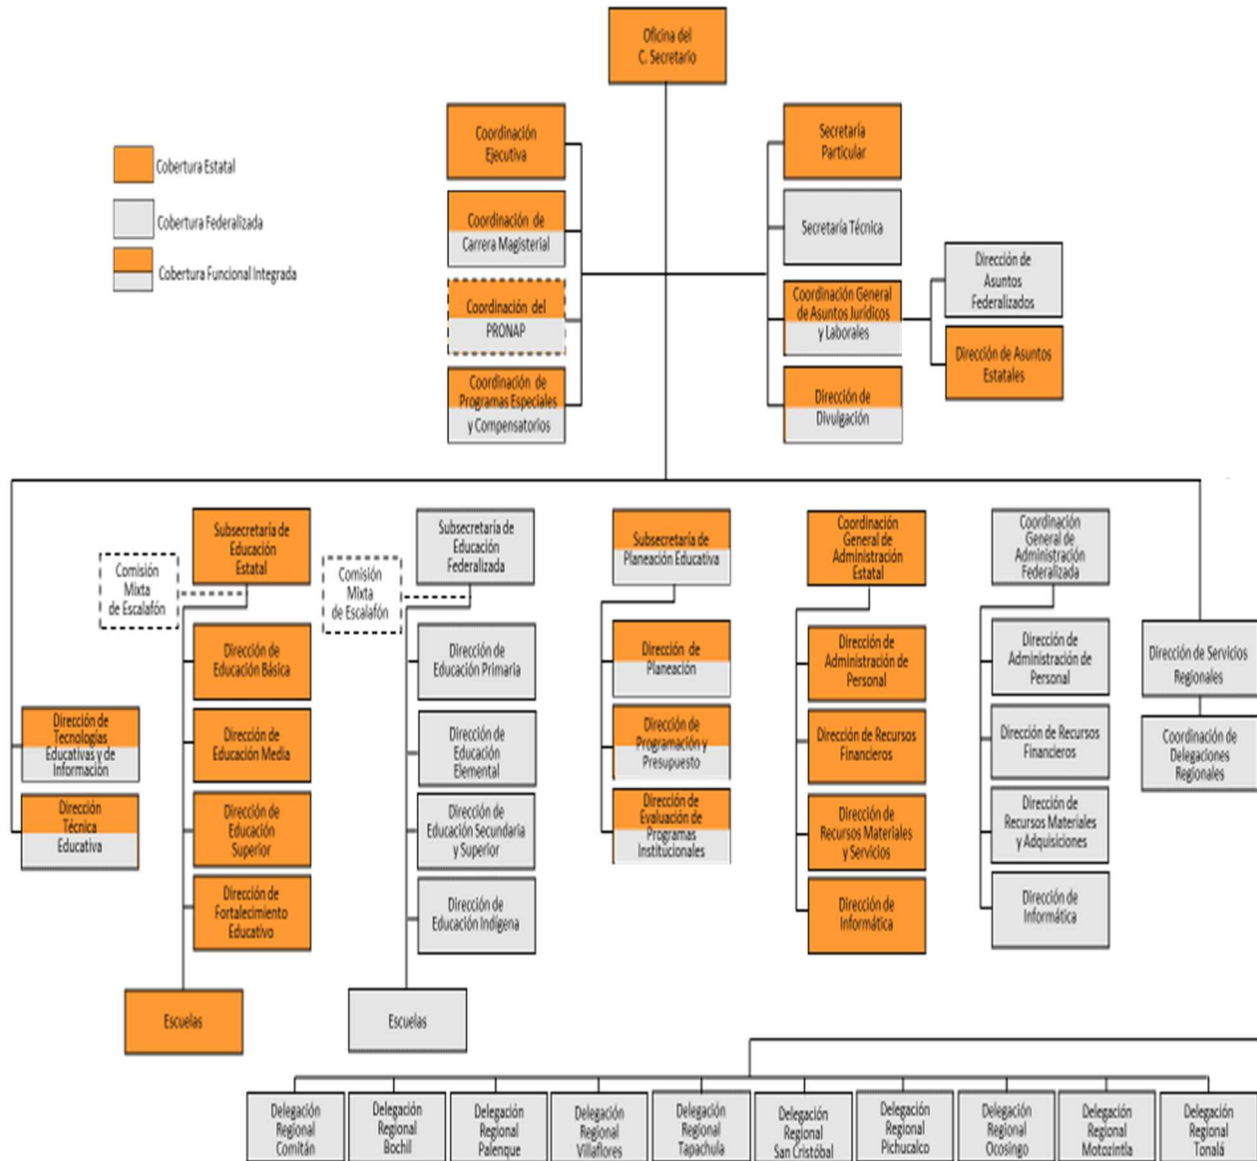 Oficina del
C. Secretario
Coordinación
Ejecutiva
Secretaría
Particular
Cobertura Estatal
Cobertura Federalizada
Cobertura Funcional Integrada
Coordinación de
Carrera Magisterial
Secretaría Técnica
Coordinación del
PRONAP
Coordinación General
de Asuntos Jurídicos
y Laborales
Dirección de
Asuntos
Federalizados
Dirección de Asuntos
Estatales
Coordinación de
Programas Especiales
y Compensatorios
Dirección de
Divulgación
Subsecretaría de
Educación
Estatal
Comisión
Mixta
de Escalafón
Subsecretaría de
Educación
Federalizada
Comisión
Mixta
de Escalafón
Subsecretaría de
Planeación Educativa
Coordinación
General de
Administración
Estatal
Coordinación
General de
Administración
Federalizada
Dirección de
Educación Básica
Dirección de
Educación Primaria
Dirección de
Planeación
Dirección de
Administración de
Personal
Dirección de
Administración de
Personal
Dirección de Servicios
Regionales
Dirección de
Tecnologías
Educativas y de
Información
Dirección de
Educación Media
Dirección de
Educación
Elemental
Dirección de
Programación y
Presupuesto
Dirección de Recursos
Financieros
Dirección de Recursos
Financieros
Coordinación de
Delegaciones
Regionales
Dirección
Técnica
Educativa
Dirección de
Educación
Superior
Dirección de
Educación Secundaria
y Superior
Dirección de
Evaluación de
Programas
Institucionales
Dirección de
Recursos Materiales
y Servicios
Dirección de
Recursos Materiales
y Adquisiciones
Dirección de
Fortalecimiento
Educativo
Dirección de
Educación Indígena
Dirección de
Informática
Dirección de
Informática
Escuelas
Escuelas
Delegación
Regional
Comitán
Delegación
Regional
Bochil
Delegación
Regional
Palenque
Delegación
Regional
Villaflores
Delegación
Regional
Tapachula
Delegación
Regional
San Cristóbal
Delegación
Regional
Pichucalco
Delegación
Regional
Ocosingo
Delegación
Regional
Motozintla
Delegación
Regional
Tonalá